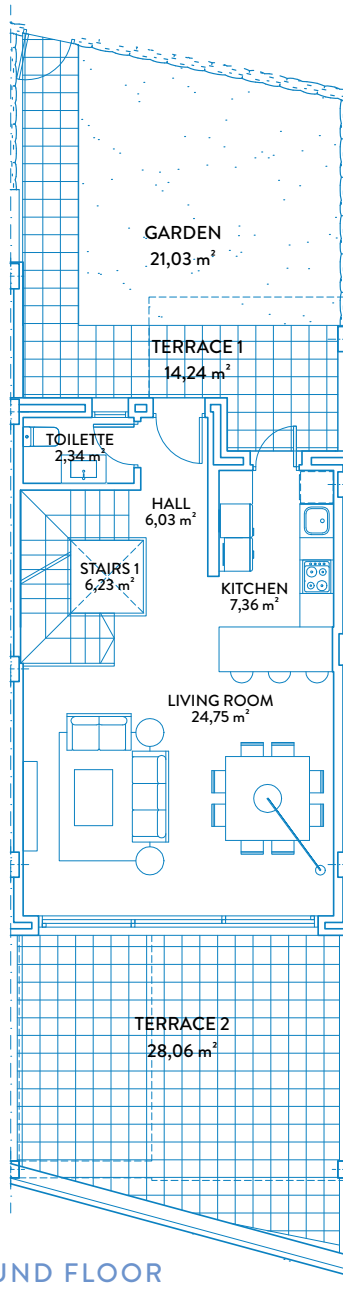 GARDEN
21,03 m²
TERRACE 1
14,24 m²
TOILETTE
2,34 m²
HALL
6,03 m²
STAIRS 1
6,23 m²
KITCHEN
7,36 m²
LIVING ROOM
24,75 m²
TERRACE 2
28,06 m²
UND FLOOR